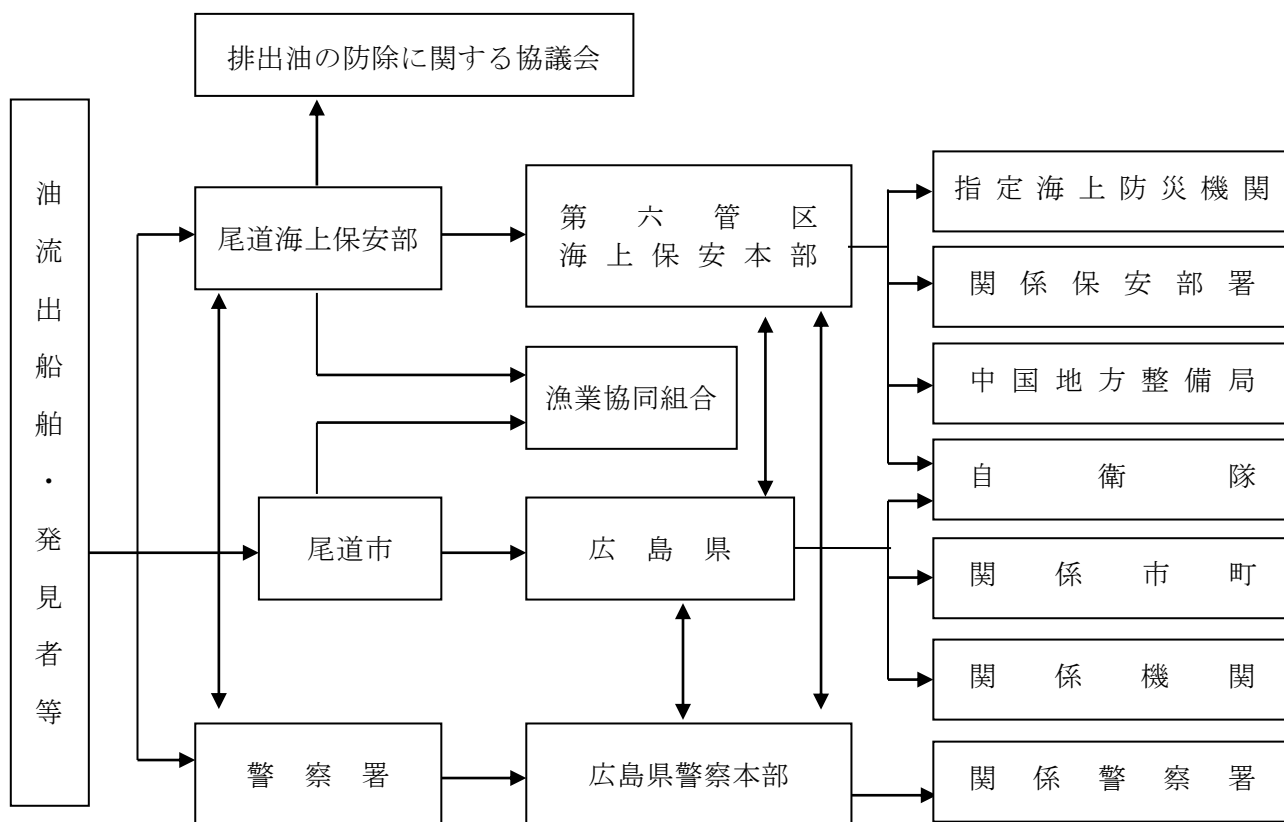 排出油の防除に関する協議会
油流出船舶・発見者等
尾道海上保安部
第六管区
海上保安本部
指定海上防災機関
関係保安部署
中国地方整備局
漁業協同組合
自衛隊
尾道市
広島県
関係市町
関係機関
警察署
広島県警察本部
関係警察署